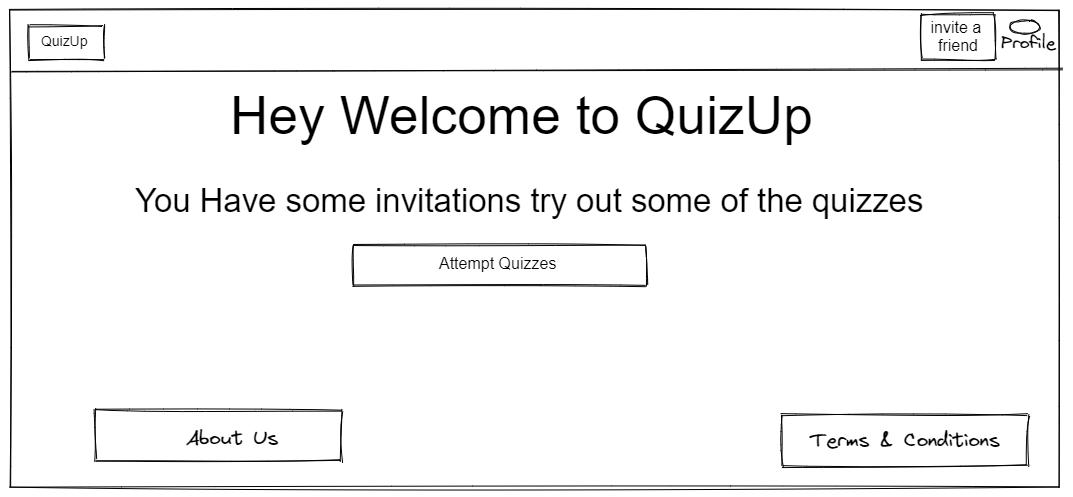 QuizUp
invite a
friend
Profile
Hey Welcome to QuizUp
You Have some invitations try out some of the quizzes
Attempt Quizzes
About Us
Terms & Conditions